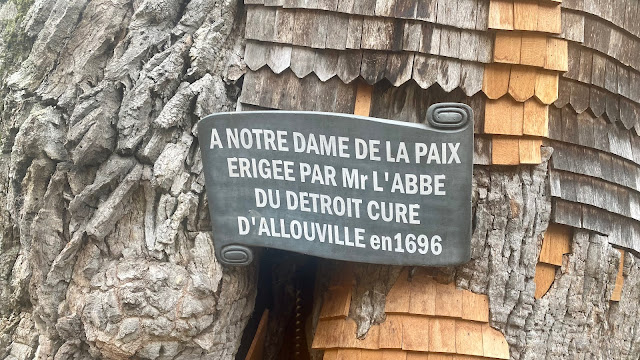 A NOTRE DAME DE LA PAIX
ERIGEE PAR Mr L'ABBE
DU DETROIT CURE
D'ALLOUVILLE en1696